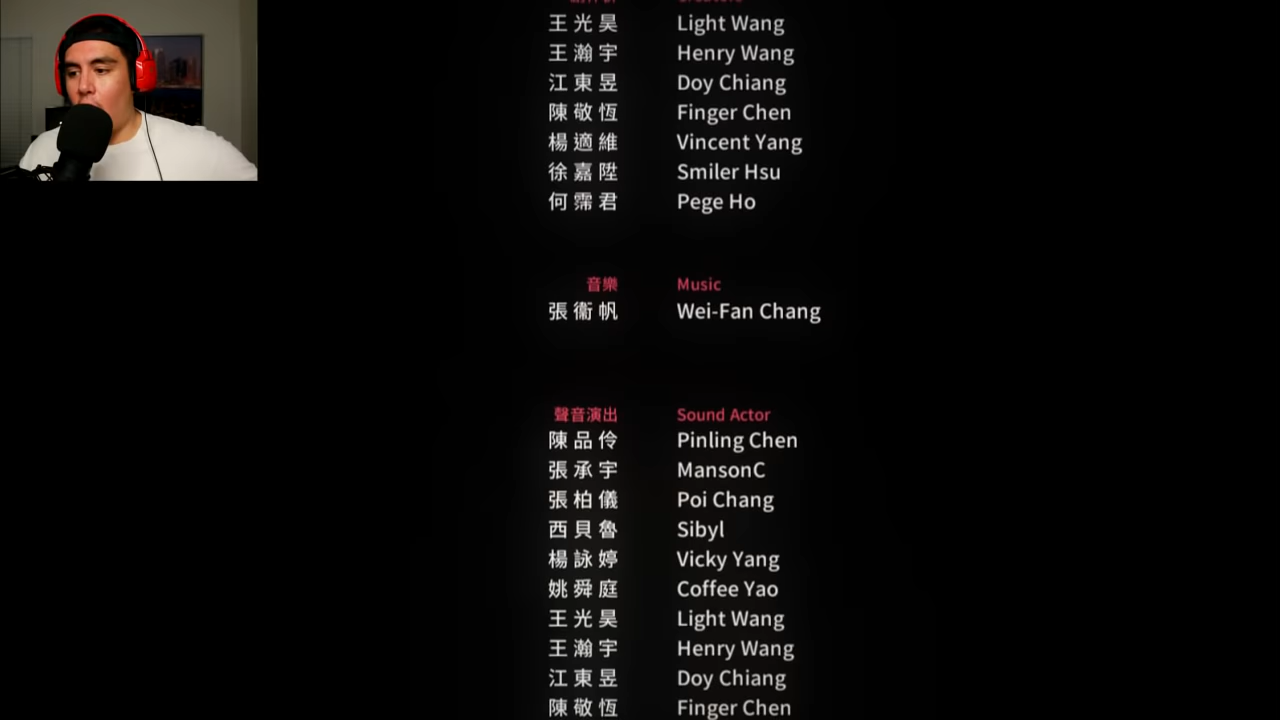 王光昊 Light Wang
王瀚宇 Henry Wang
江東昱 Doy Chiang
陳敬恆 Finger Chen
楊適維 Vincent Yang
徐嘉陞 Smiler Hsu
何霈君 Pege Ho
音樂 Music
張衞帆 Wei-Fan Chang
聲音演出 Sound Actor
陳品伶 Pinling Chen
張承宇 MansonC
張柏儀 Poi Chang
西貝魯 Sibyl
楊詠婷 Vicky Yang
姚舜庭 Coffee Yao
王光昊 Light Wang
王瀚宇 Henry Wang
江東昱 Doy Chiang
陳敬恆 Finger Chen